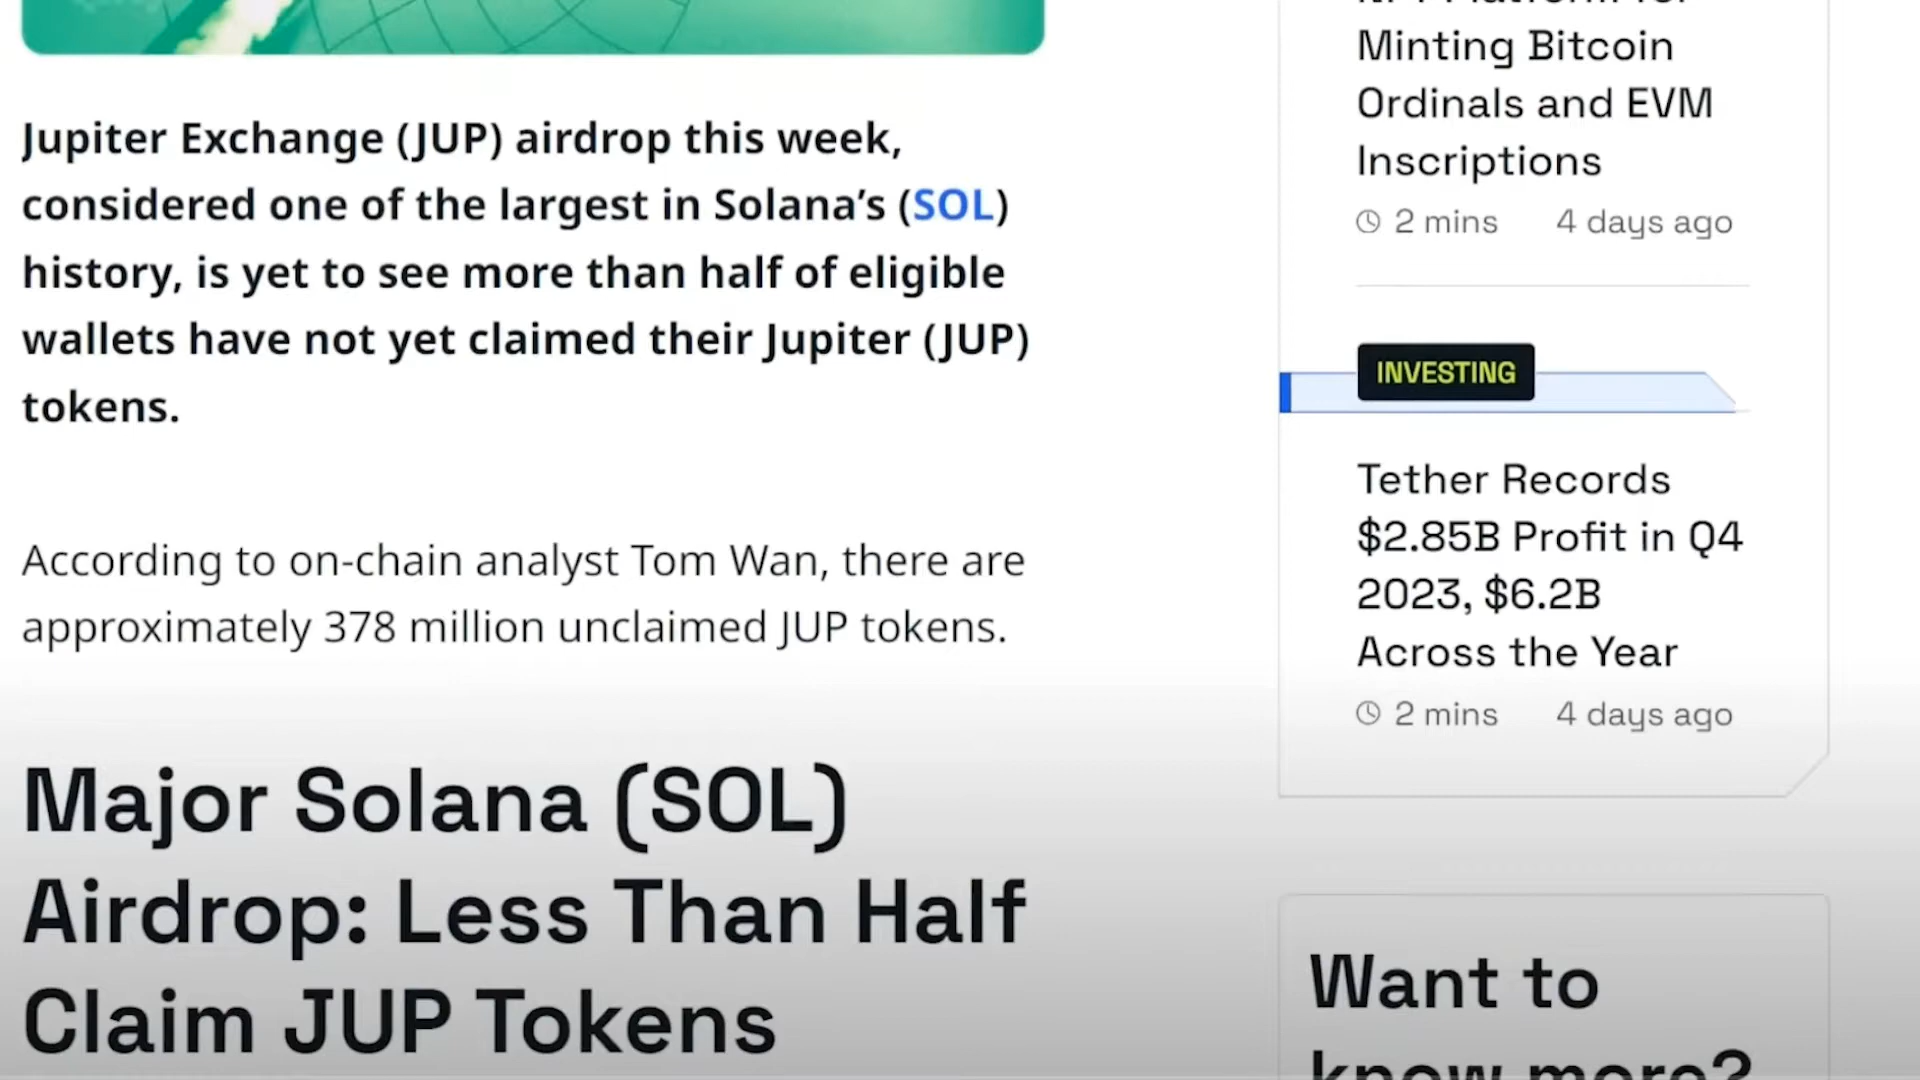 Jupiter Exchange (JUP) airdrop this week,
considered one of the largest in Solana’s (SOL)
history, is yet to see more than half of eligible
wallets have not yet claimed their Jupiter (JUP)
tokens.
According to on-chain analyst Tom Wan, there are
approximately 378 million unclaimed JUP tokens.
Major Solana (SOL)
Airdrop: Less Than Half
Claim JUP Tokens
Minting Bitcoin
Ordinals and EVM
Inscriptions
2 mins 4 days ago
INVESTING
Tether Records
$2.85B Profit in Q4
2023, $6.2B
Across the Year
2 mins 4 days ago
Want to
know more?